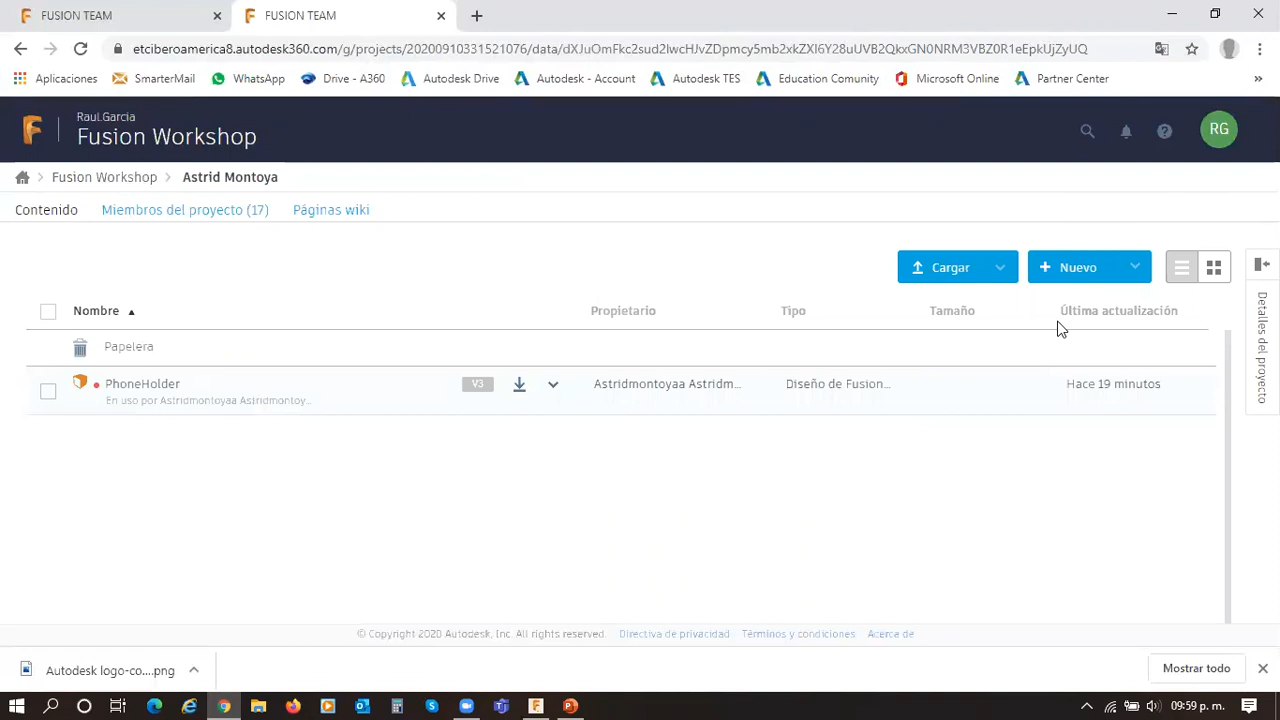 FUSION TEAM
FUSION TEAM
etciberoamerica8.autodesk360.com/g/projects/20200910331521076/data/dXJuOmFkc2sud2lwcHJvZDpmcy5mb2xkZXI6Y28uUVB2QkxGN0NRM3VBZ0R1eEpkUjZyUQ
Aplicaciones SmarterMail WhatsApp Drive - A360 Autodesk Drive Autodesk - Account Autodesk TES Education Comunity Microsoft Online Partner Center »
Raul.Garcia
Fusion Workshop
RG
Fusion Workshop > Astrid Montoya
Contenido Miembros del proyecto (17) Páginas wiki
Cargar + Nuevo
Detalles del proyecto
Nombre ▲ Propietario Tipo Tamaño Última actualización
Papelera
PhoneHolder V3 Astridmontoyaa Astridm... Diseño de Fusion... Hace 19 minutos
En uso por Astridmontoyaa Astridmontoy...
© Copyright 2020 Autodesk, Inc. All rights reserved. Directiva de privacidad Términos y condiciones Acerca de
Autodesk logo-co....png Mostrar todo
09:59 p. m.